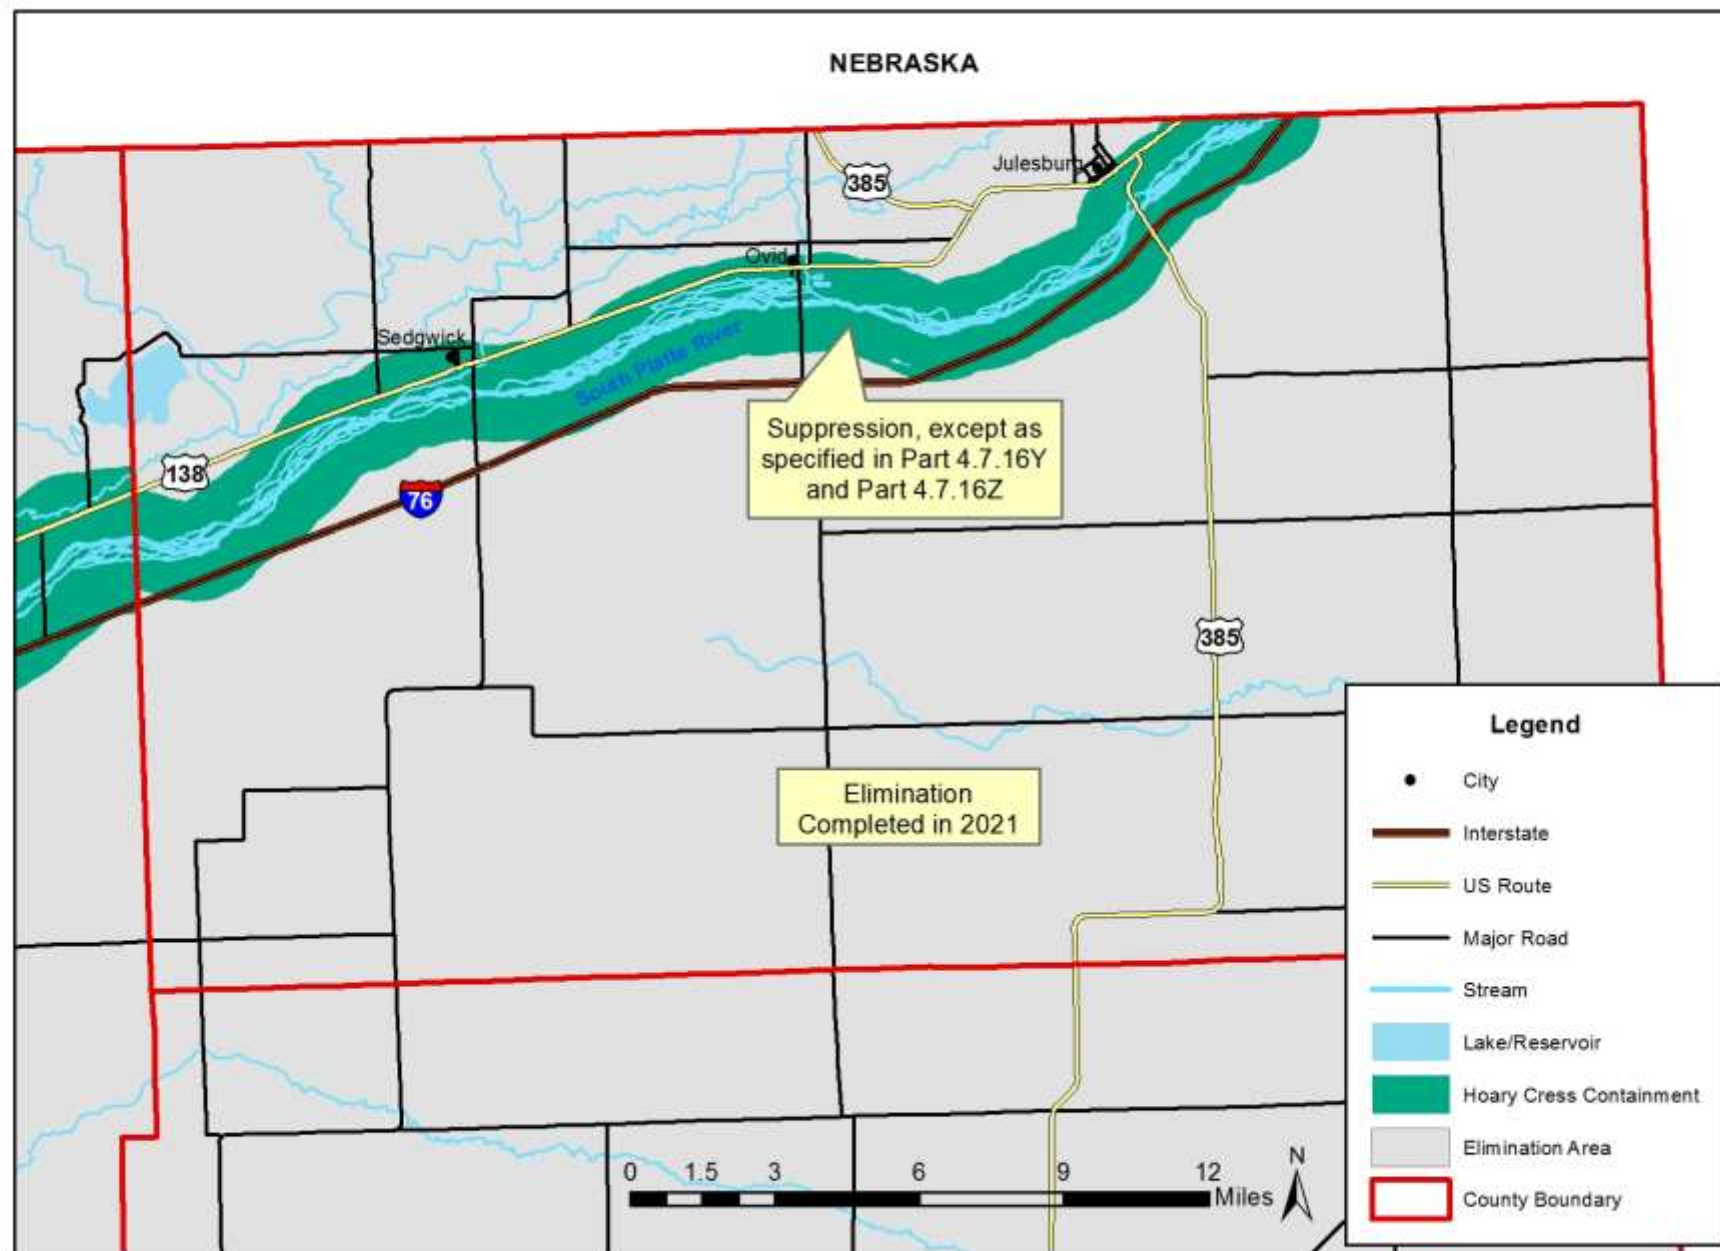 NEBRASKA
Julesburg
385
Ovid
Sedgwick
South Platte River
Suppression, except as
specified in Part 4.7.16Y
and Part 4.7.16Z
138
76
385
Elimination
Completed in 2021
Legend
City
Interstate
US Route
Major Road
Stream
Lake/Reservoir
Hoary Cress Containment
Elimination Area
County Boundary
0 1.5 3 6 9 12
Miles
N